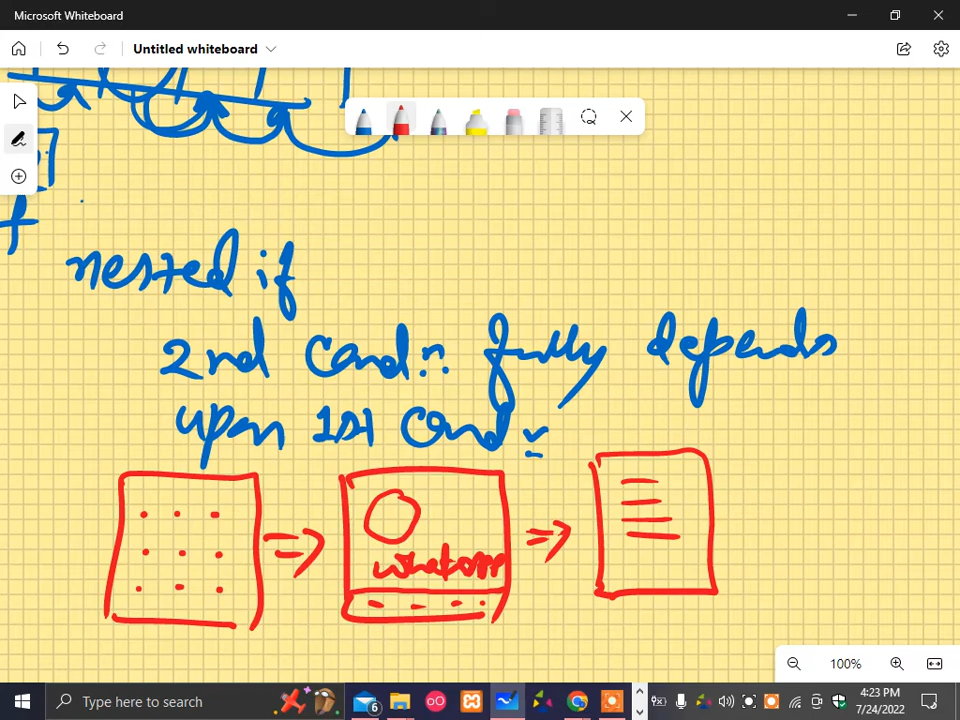 Microsoft Whiteboard
Untitled whiteboard
nested if
2nd Cond:n fully depends
upon 1st Cond
whatsapp
100%
Type here to search
6
4:23 PM
7/24/2022